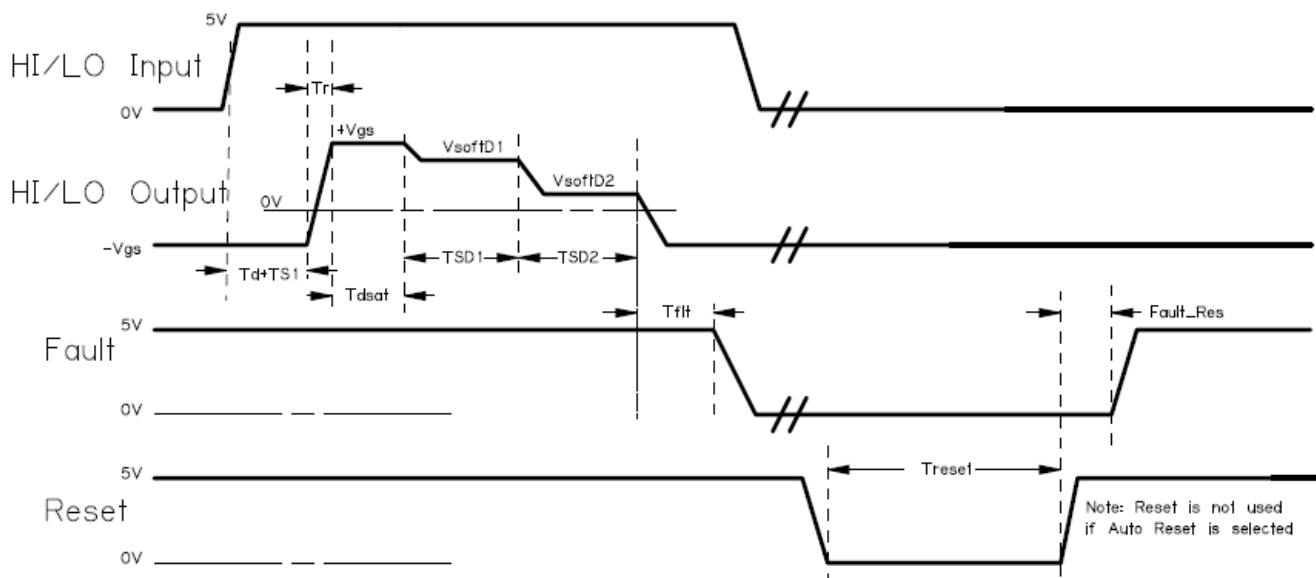 5V
HI/LO Input
Tr
0V
+Vgs
VsoftD1
VsoftD2
HI/LO Output
0V
-Vgs
Td+TS1
TSD1
TSD2
Tdsat
Tflt
Fault_Res
5V
Fault
0V
5V
Treset
Reset
Note: Reset is not used
if Auto Reset is selected
0V